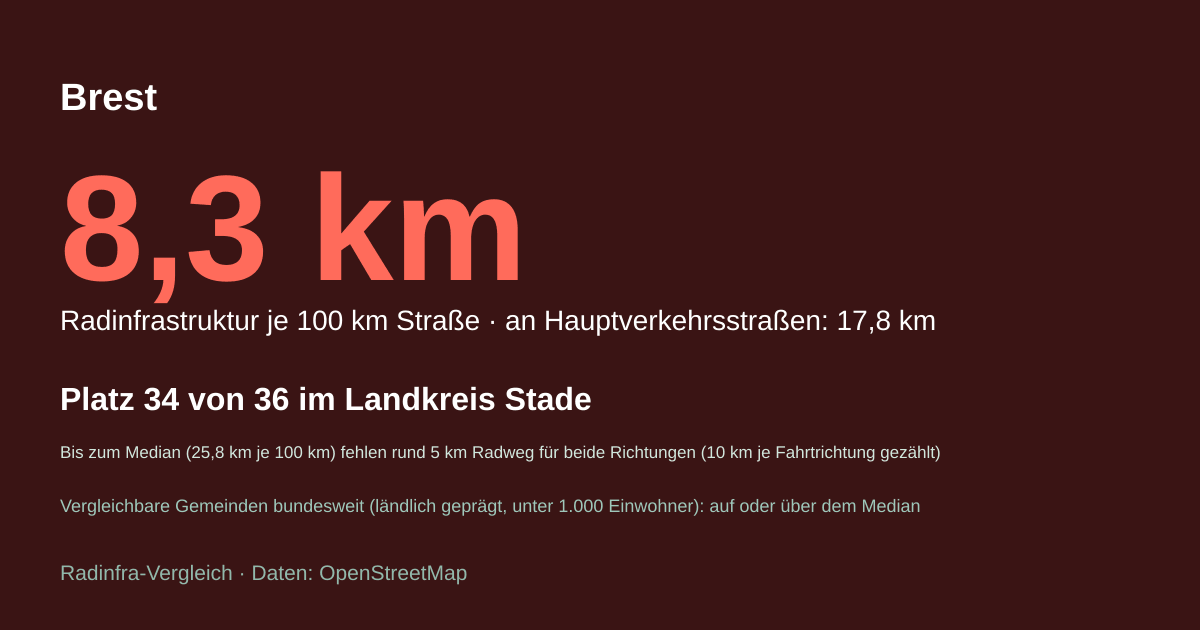 Brest
8,3 km
Radinfrastruktur je 100 km Straße · an Hauptverkehrsstraßen: 17,8 km
Platz 34 von 36 im Landkreis Stade
Bis zum Median (25,8 km je 100 km) fehlen rund 5 km Radweg für beide Richtungen (10 km je Fahrtrichtung gezählt)
Vergleichbare Gemeinden bundesweit (ländlich geprägt, unter 1.000 Einwohner): auf oder über dem Median
Radinfra-Vergleich · Daten: OpenStreetMap